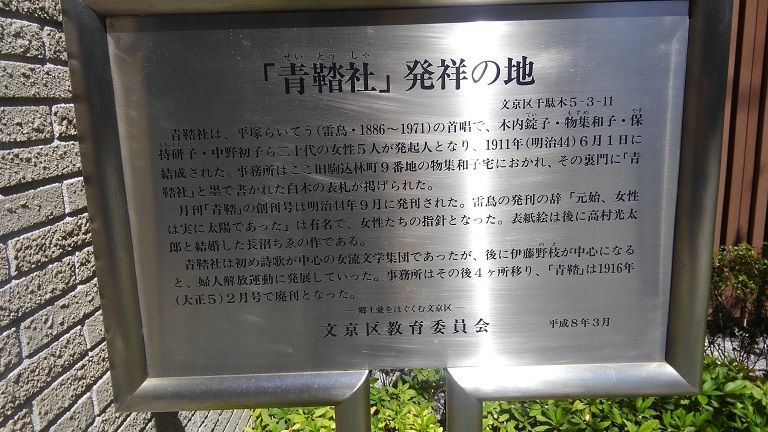 せいとうしゃ
「青鞜社」発祥の地
文京区千駄木5-3-11
青鞜社は、平塚らいてう(雷鳥・1886〜1971)の首唱で、木内錠子・物集和子・保
持研子・中野初子ら二十代の女性5人が発起人となり、1911年(明治44)6月1日に
結成された。事務所はここ旧駒込林町9番地の物集和子宅におかれ、その裏門に「青
鞜社」と墨で書かれた白木の表札が掲げられた。
月刊「青鞜」の創刊号は明治44年9月に発刊された。雷鳥の発刊の辞「元始、女性
は実に太陽であった」は有名で、女性たちの指針となった。表紙絵は後に高村光太
郎と結婚した長沼ちゑの作である。
青鞜社は初め詩歌が中心の女流文学集団であったが、後に伊藤野枝が中心になる
と、婦人解放運動に発展していった。事務所はその後4ヶ所移り、「青鞜」は1916年
(大正5)2月号で廃刊となった。
―郷土愛をはぐくむ文京区―
文京区教育委員会 平成8年3月